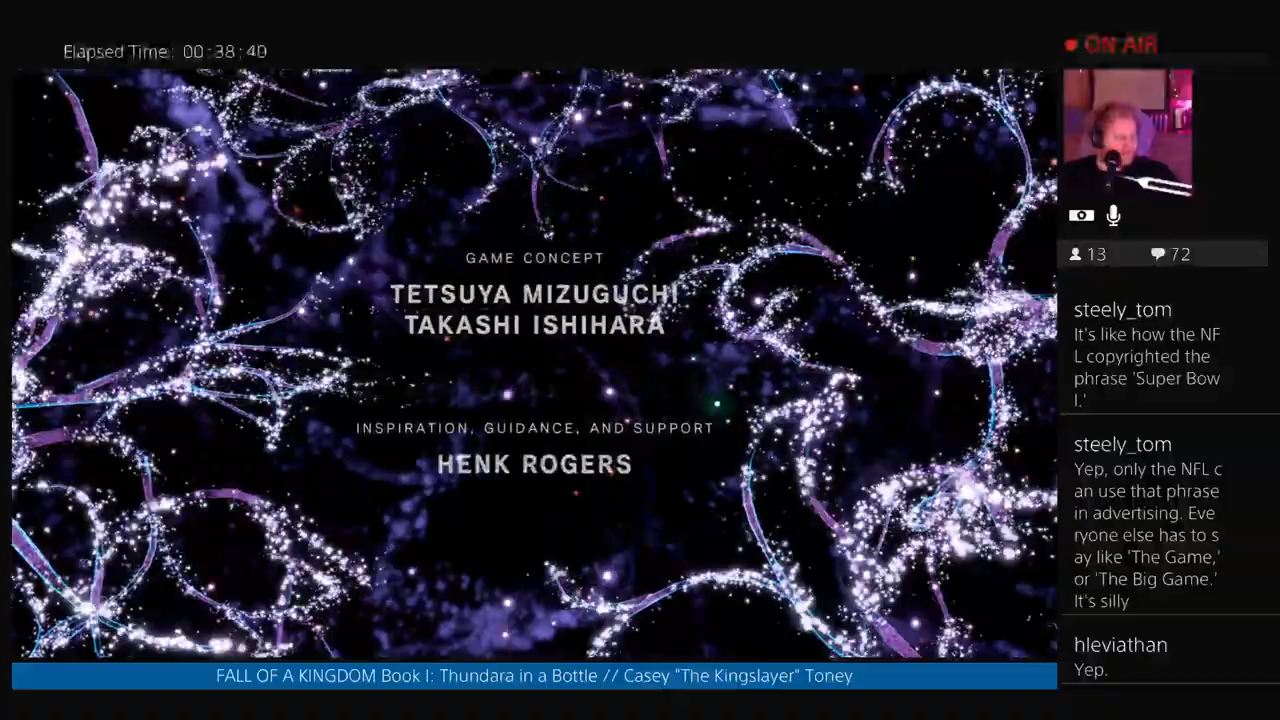 Elapsed Time: 00:38:40
ON AIR
13 72
GAME CONCEPT
TETSUYA MIZUGUCHI
TAKASHI ISHIHARA
INSPIRATION, GUIDANCE, AND SUPPORT
HENK ROGERS
steely_tom
It's like how the NF
L copyrighted the
phrase 'Super Bow
l.'
steely_tom
Yep, only the NFL c
an use that phrase
in advertising. Eve
ryone else has to s
ay like 'The Game,'
or 'The Big Game.'
It's silly
hleviathan
Yep.
FALL OF A KINGDOM Book I: Thundara in a Bottle // Casey "The Kingslayer" Toney